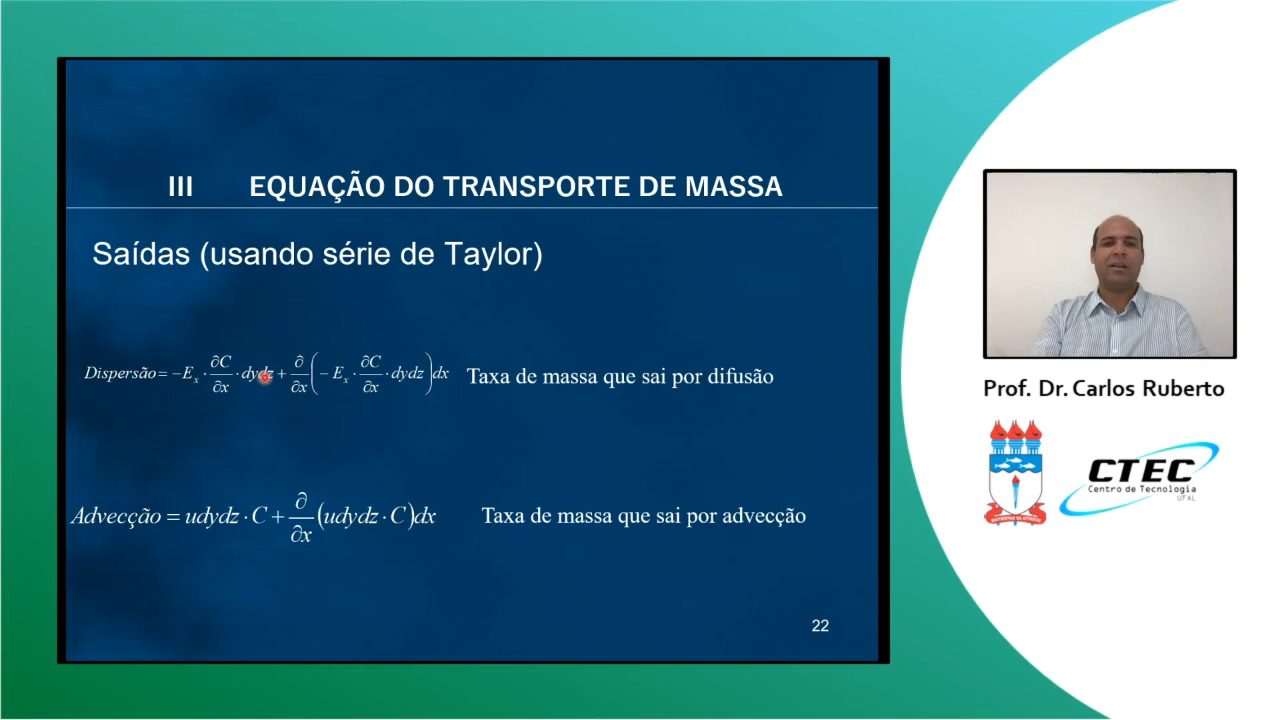 III EQUAÇÃO DO TRANSPORTE DE MASSA
Saídas (usando série de Taylor)
Dispersão = −E_x · ∂C/∂x · dydz + ∂/∂x (− E_x · ∂C/∂x · dydz) dx Taxa de massa que sai por difusão
Advecção = udydz · C + ∂/∂x (udydz · C) dx Taxa de massa que sai por advecção
22
Prof. Dr. Carlos Ruberto
CTEC
Centro de Tecnologia
UFAL